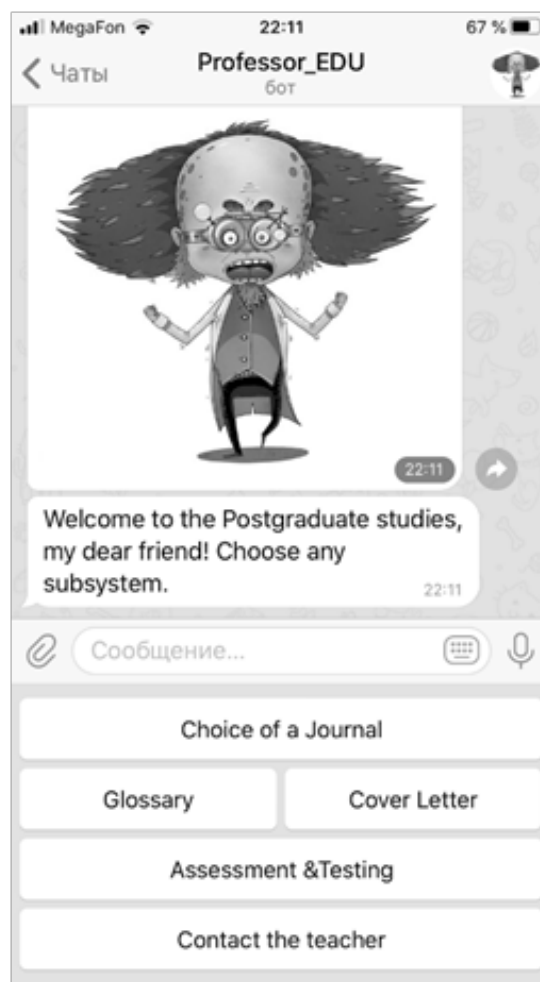 MegaFon 22:11 67 %
Чаты Professor_EDU
бот
22:11
Welcome to the Postgraduate studies,
my dear friend! Choose any
subsystem. 22:11
Сообщение...
Choice of a Journal
Glossary Cover Letter
Assessment &Testing
Contact the teacher